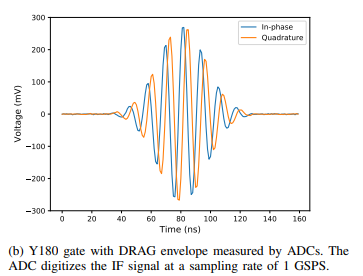 300
200
100
0
−100
−200
−300
Voltage (mV)
In-phase
Quadrature
0 20 40 60 80 100 120 140 160
Time (ns)
(b) Y180 gate with DRAG envelope measured by ADCs. The
ADC digitizes the IF signal at a sampling rate of 1 GSPS.